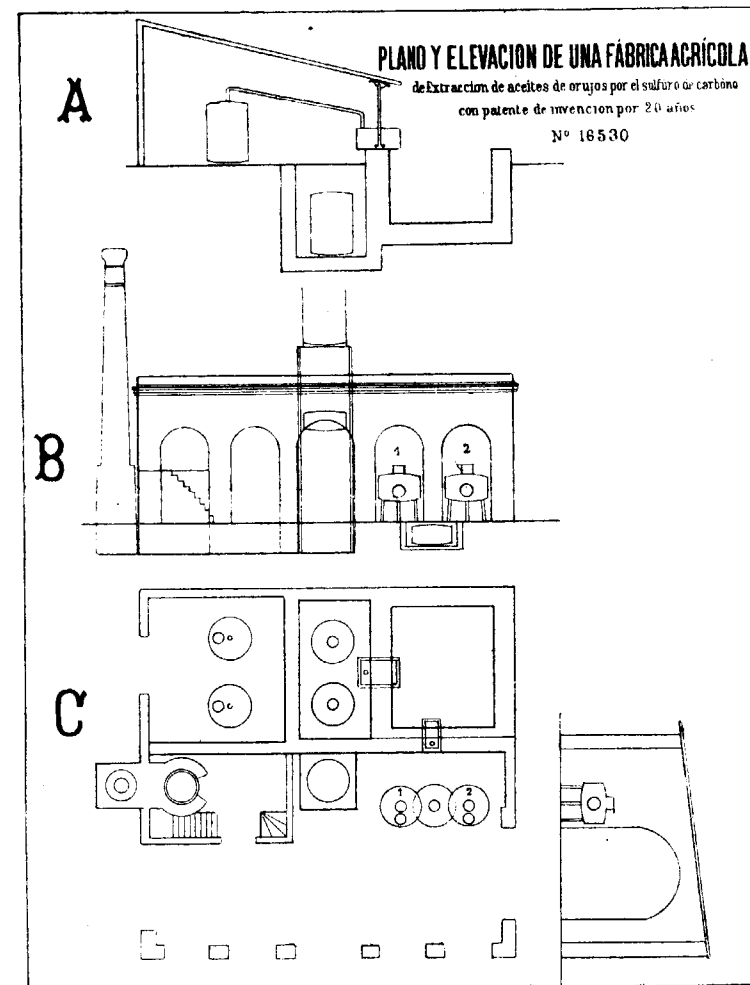 PLANO Y ELEVACION DE UNA FÁBRICA AGRÍCOLA
de Extraccion de aceites de orujos por el sulfuro de carbono
con patente de invencion por 20 años
Nº 16530
A
B
1 2
C
1 2